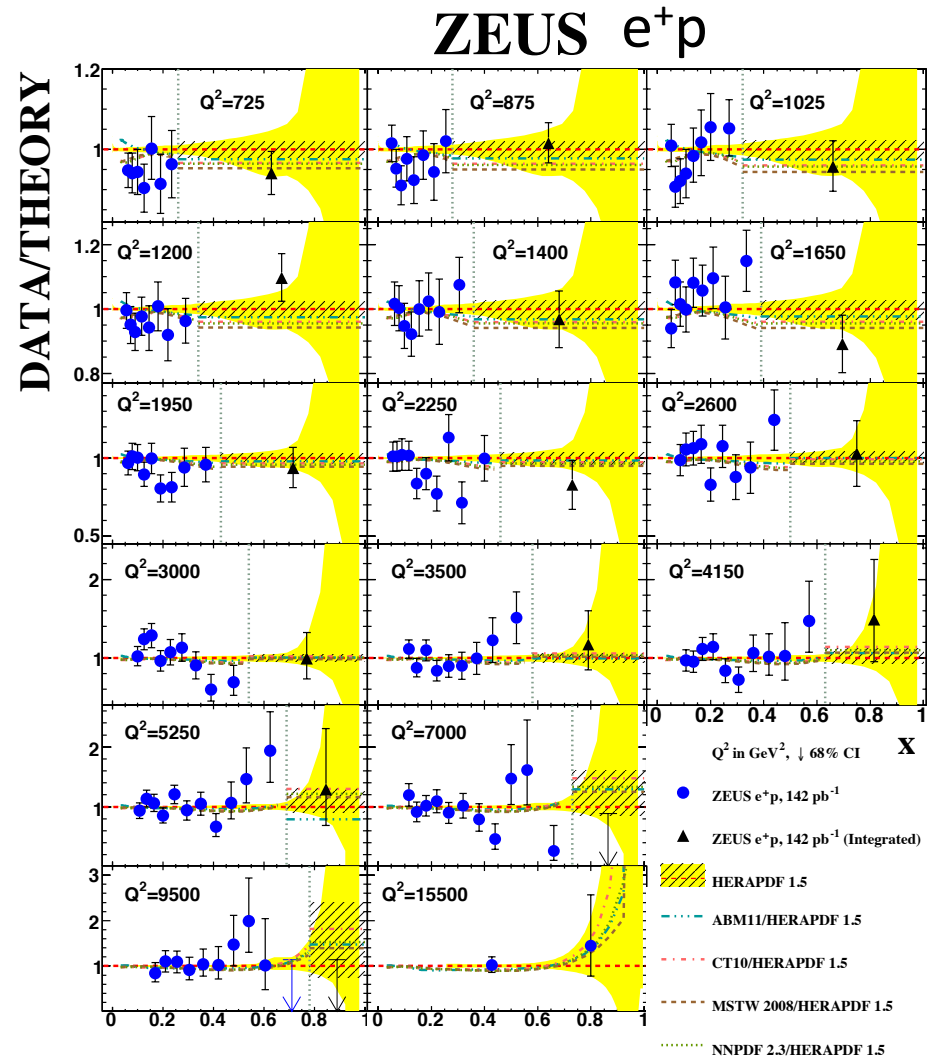 ZEUS e⁺p
DATA/THEORY
1.2
1
Q²=725
Q²=875
Q²=1025
1.2
1
0.8
Q²=1200
Q²=1400
Q²=1650
1
0.5
Q²=1950
Q²=2250
Q²=2600
2
1
Q²=3000
Q²=3500
Q²=4150
0 0.2 0.4 0.6 0.8 1
x
2
1
Q²=5250
Q²=7000
Q² in GeV², ↓ 68% CI
ZEUS e⁺p, 142 pb⁻¹
ZEUS e⁺p, 142 pb⁻¹ (Integrated)
3
2
1
Q²=9500
Q²=15500
HERAPDF 1.5
ABM11/HERAPDF 1.5
CT10/HERAPDF 1.5
MSTW 2008/HERAPDF 1.5
NNPDF 2.3/HERAPDF 1.5
0 0.2 0.4 0.6 0.8 1 0 0.2 0.4 0.6 0.8 1